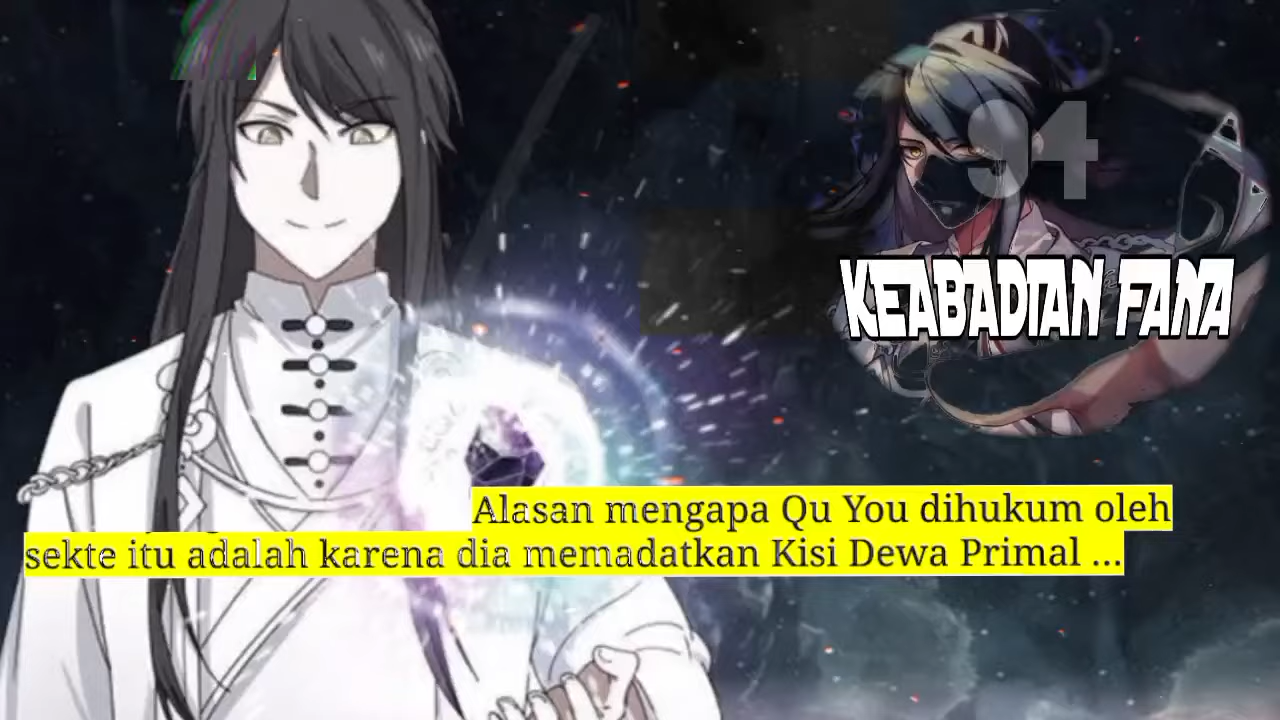 94
KEABADIAN FANA
Alasan mengapa Qu You dihukum oleh
sekte itu adalah karena dia memadatkan Kisi Dewa Primal ...